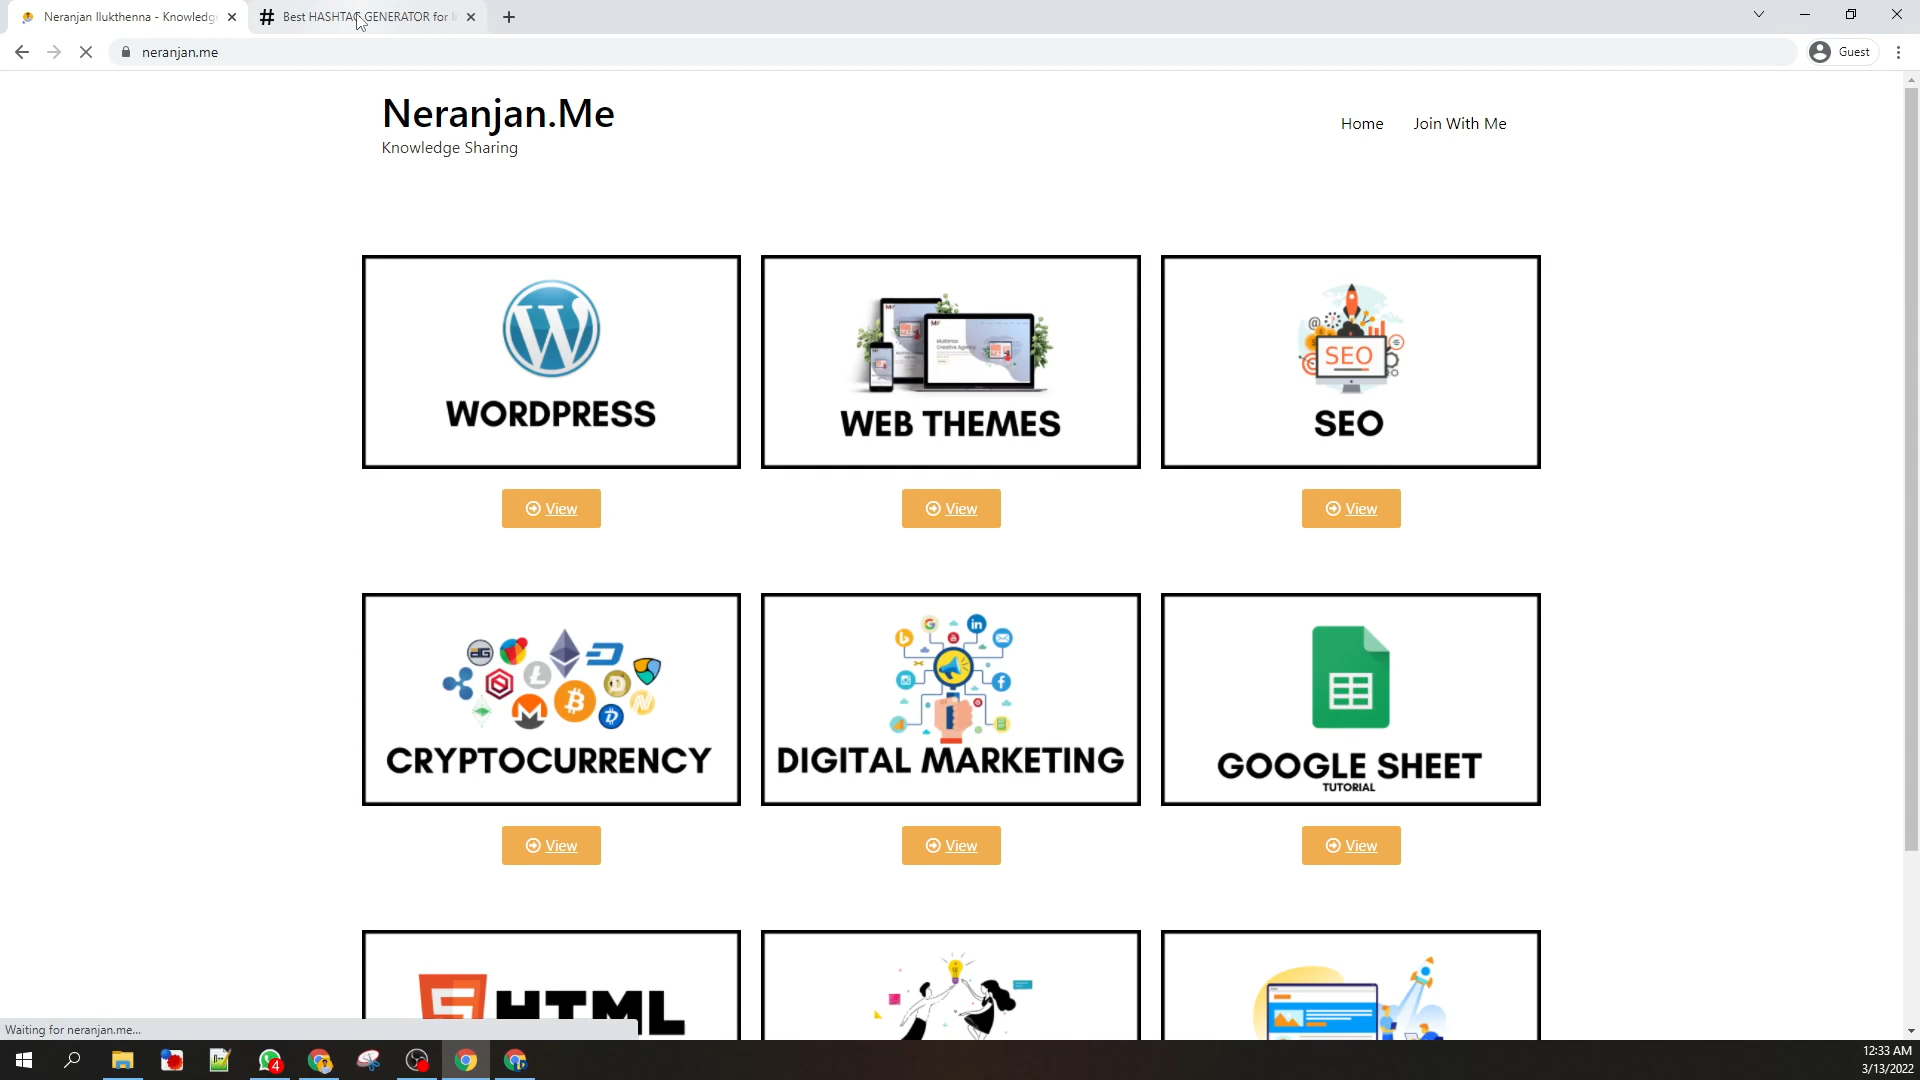 Neranjan Ilukthenna - Knowledge
Best HASHTAG GENERATOR for I
neranjan.me
Guest
Neranjan.Me
Knowledge Sharing
Home
Join With Me
WORDPRESS
WEB THEMES
SEO
SEO
View
View
View
CRYPTOCURRENCY
DIGITAL MARKETING
GOOGLE SHEET
TUTORIAL
View
View
View
HTML
Waiting for neranjan.me...
4
12:33 AM
3/13/2022